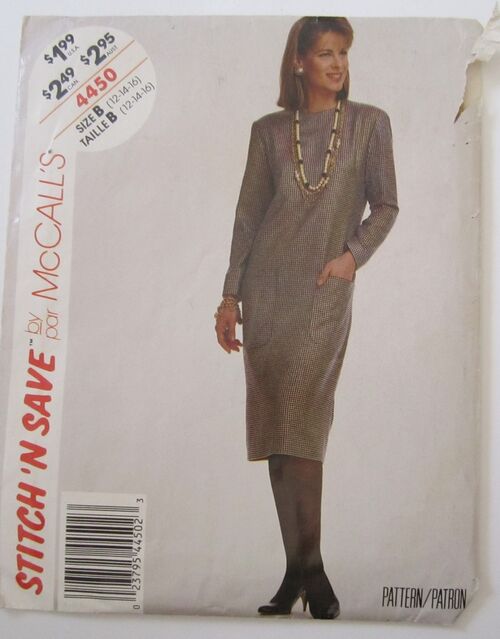 $1.99 U.S.A.
$2.49 CAN
$2.95 AUST
4450
SIZE B (12-14-16)
TAILLE B (12-14-16)
STITCH 'N SAVE™ by par McCALL'S
0 23795 44502 3
PATTERN/PATRON